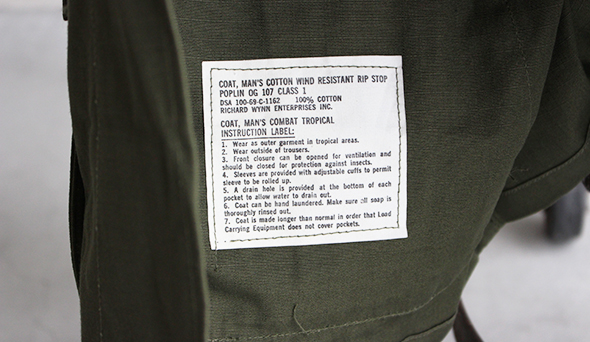 COAT, MAN'S COTTON WIND RESISTANT RIP STOP
POPLIN OG 107 CLASS 1
DSA 100-69-C-1162 100% COTTON
RICHARD WYNN ENTERPRISES INC.
COAT, MAN'S COMBAT TROPICAL
INSTRUCTION LABEL:
1. Wear as outer garment in tropical areas.
2. Wear outside of trousers.
3. Front closure can be opened for ventilation and
should be closed for protection against insects.
4. Sleeves are provided with adjustable cuffs to permit
sleeve to be rolled up.
5. A drain hole is provided at the bottom of each
pocket to allow water to drain out.
6. Coat can be hand laundered. Make sure all soap is
thoroughly rinsed out.
7. Coat is made longer than normal in order that Load
Carrying Equipment does not cover pockets.